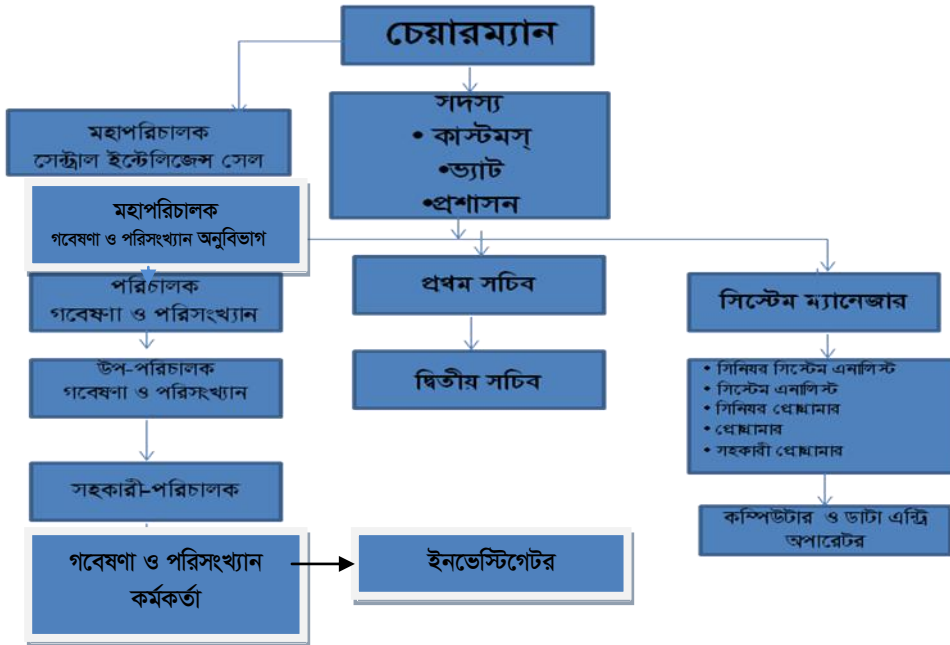 চেয়ারম্যান
সদস্য
• কাস্টমস্
•ভ্যাট
•প্রশাসন
মহাপরিচালক
সেন্ট্রাল ইন্টেলিজেন্স সেল
মহাপরিচালক
গবেষণা ও পরিসংখ্যান অনুবিভাগ
পরিচালক
গবেষণা ও পরিসংখ্যান
উপ-পরিচালক
গবেষণা ও পরিসংখ্যান
সহকারী-পরিচালক
গবেষণা ও পরিসংখ্যান
কর্মকর্তা
ইনভেস্টিগেটর
প্রথম সচিব
দ্বিতীয় সচিব
সিস্টেম ম্যানেজার
• সিনিয়র সিস্টেম এনালিস্ট
• সিস্টেম এনালিস্ট
• সিনিয়র প্রোগ্রামার
• প্রোগ্রামার
• সহকারী প্রোগ্রামার
কম্পিউটার ও ডাটা এন্ট্রি
অপারেটর